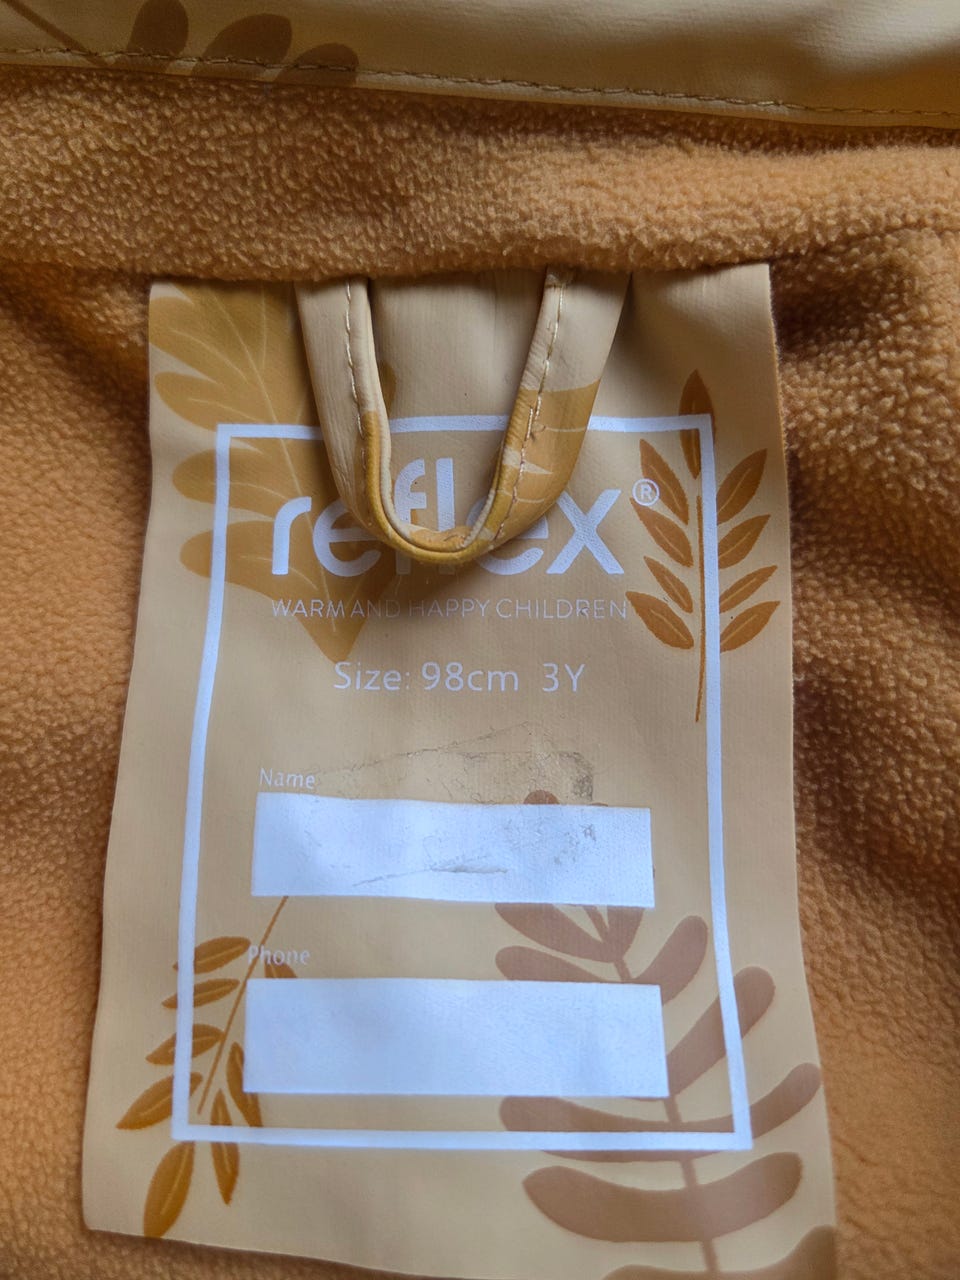 reflex®
WARM AND HAPPY CHILDREN
Size: 98cm 3Y
Name
Phone